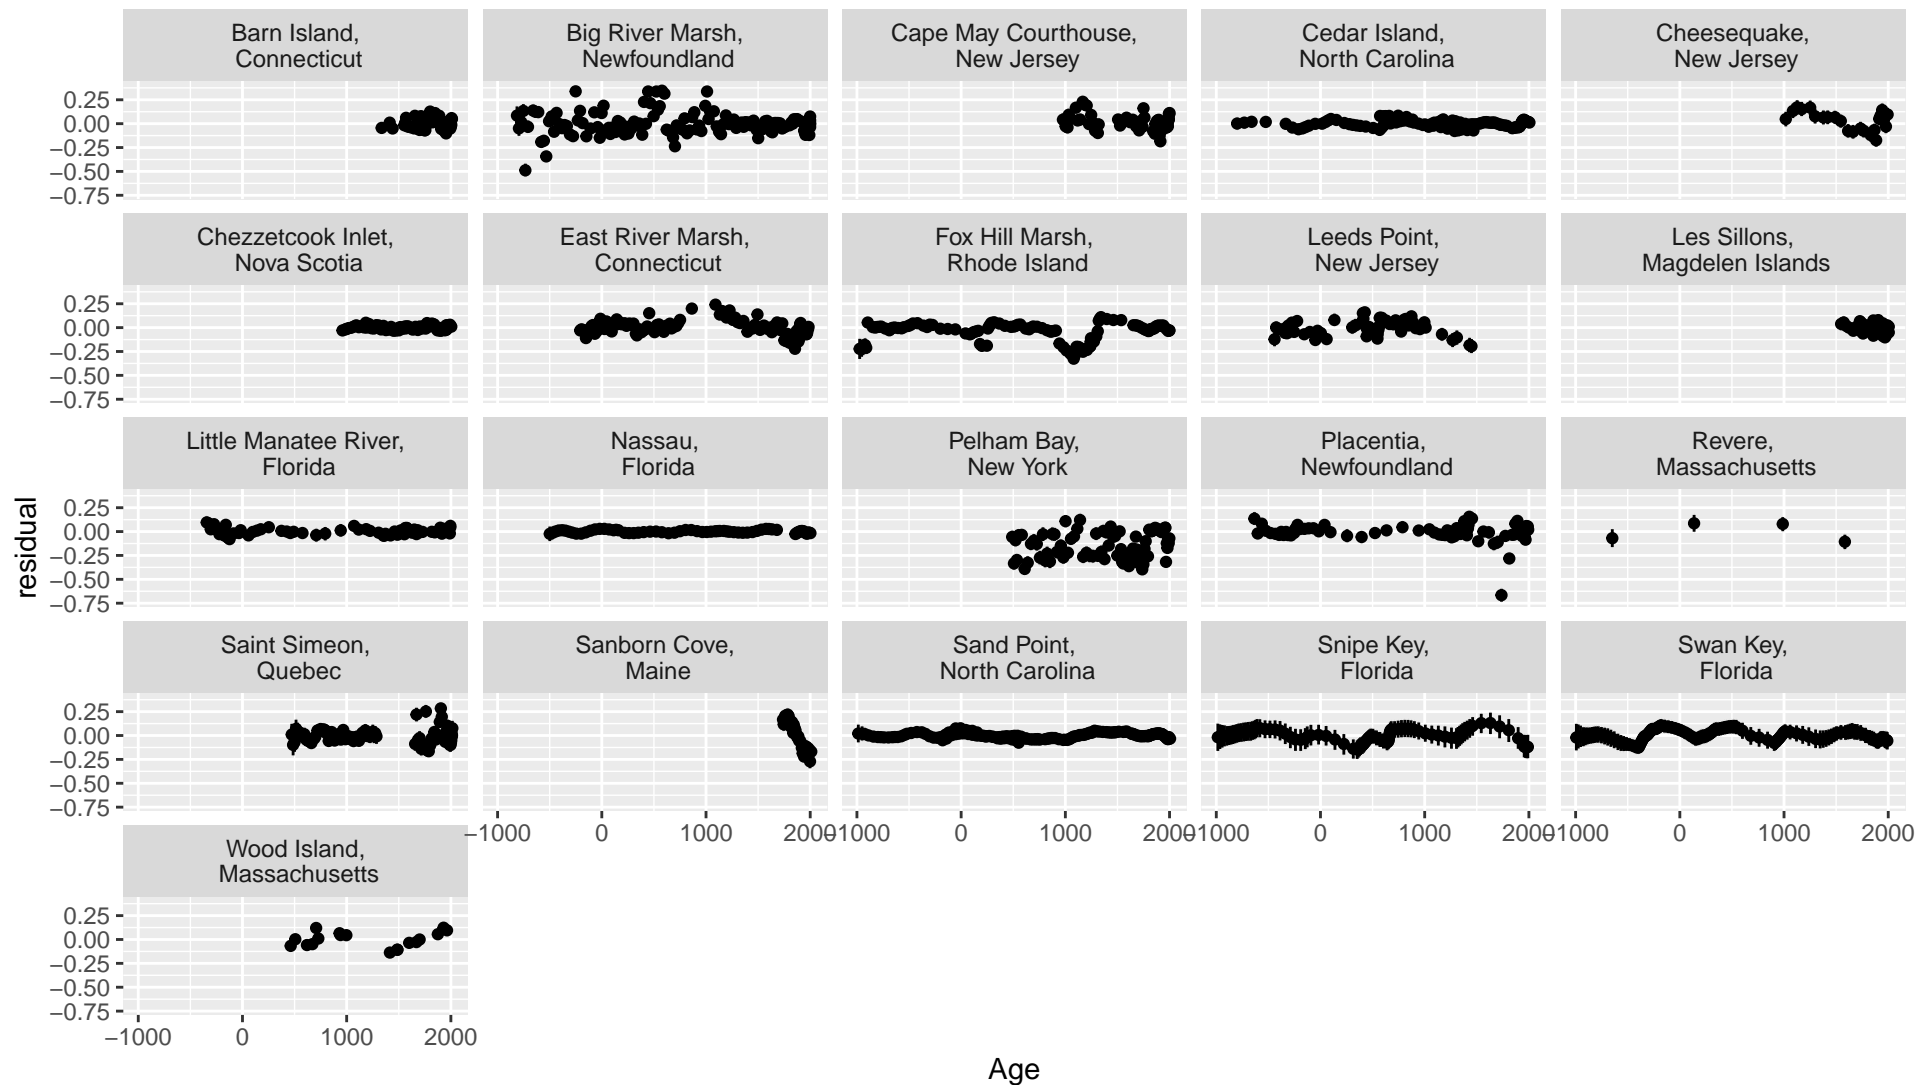 Barn Island,
Connecticut
Big River Marsh,
Newfoundland
Cape May Courthouse,
New Jersey
Cedar Island,
North Carolina
Cheesequake,
New Jersey
0.25
0.00
−0.25
−0.50
−0.75
Chezzetcook Inlet,
Nova Scotia
East River Marsh,
Connecticut
Fox Hill Marsh,
Rhode Island
Leeds Point,
New Jersey
Les Sillons,
Magdelen Islands
0.25
0.00
−0.25
−0.50
−0.75
Little Manatee River,
Florida
Nassau,
Florida
Pelham Bay,
New York
Placentia,
Newfoundland
Revere,
Massachusetts
0.25
0.00
−0.25
−0.50
−0.75
residual
Saint Simeon,
Quebec
Sanborn Cove,
Maine
Sand Point,
North Carolina
Snipe Key,
Florida
Swan Key,
Florida
0.25
0.00
−0.25
−0.50
−0.75
−1000 0 1000 2000
−1000 0 1000 2000
−1000 0 1000 2000
−1000 0 1000 2000
Wood Island,
Massachusetts
0.25
0.00
−0.25
−0.50
−0.75
−1000 0 1000 2000
Age